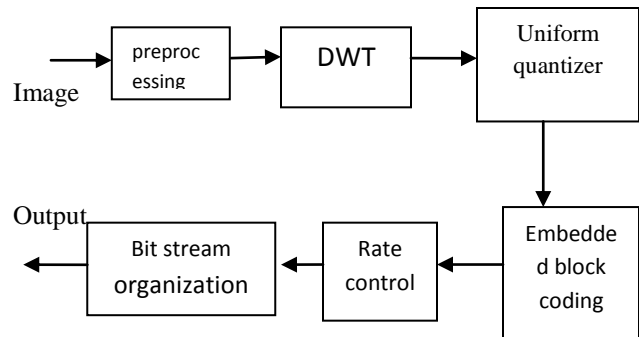 Image
preproc
essing
DWT
Uniform
quantizer
Embedde
d block
coding
Rate
control
Bit stream
organization
Output